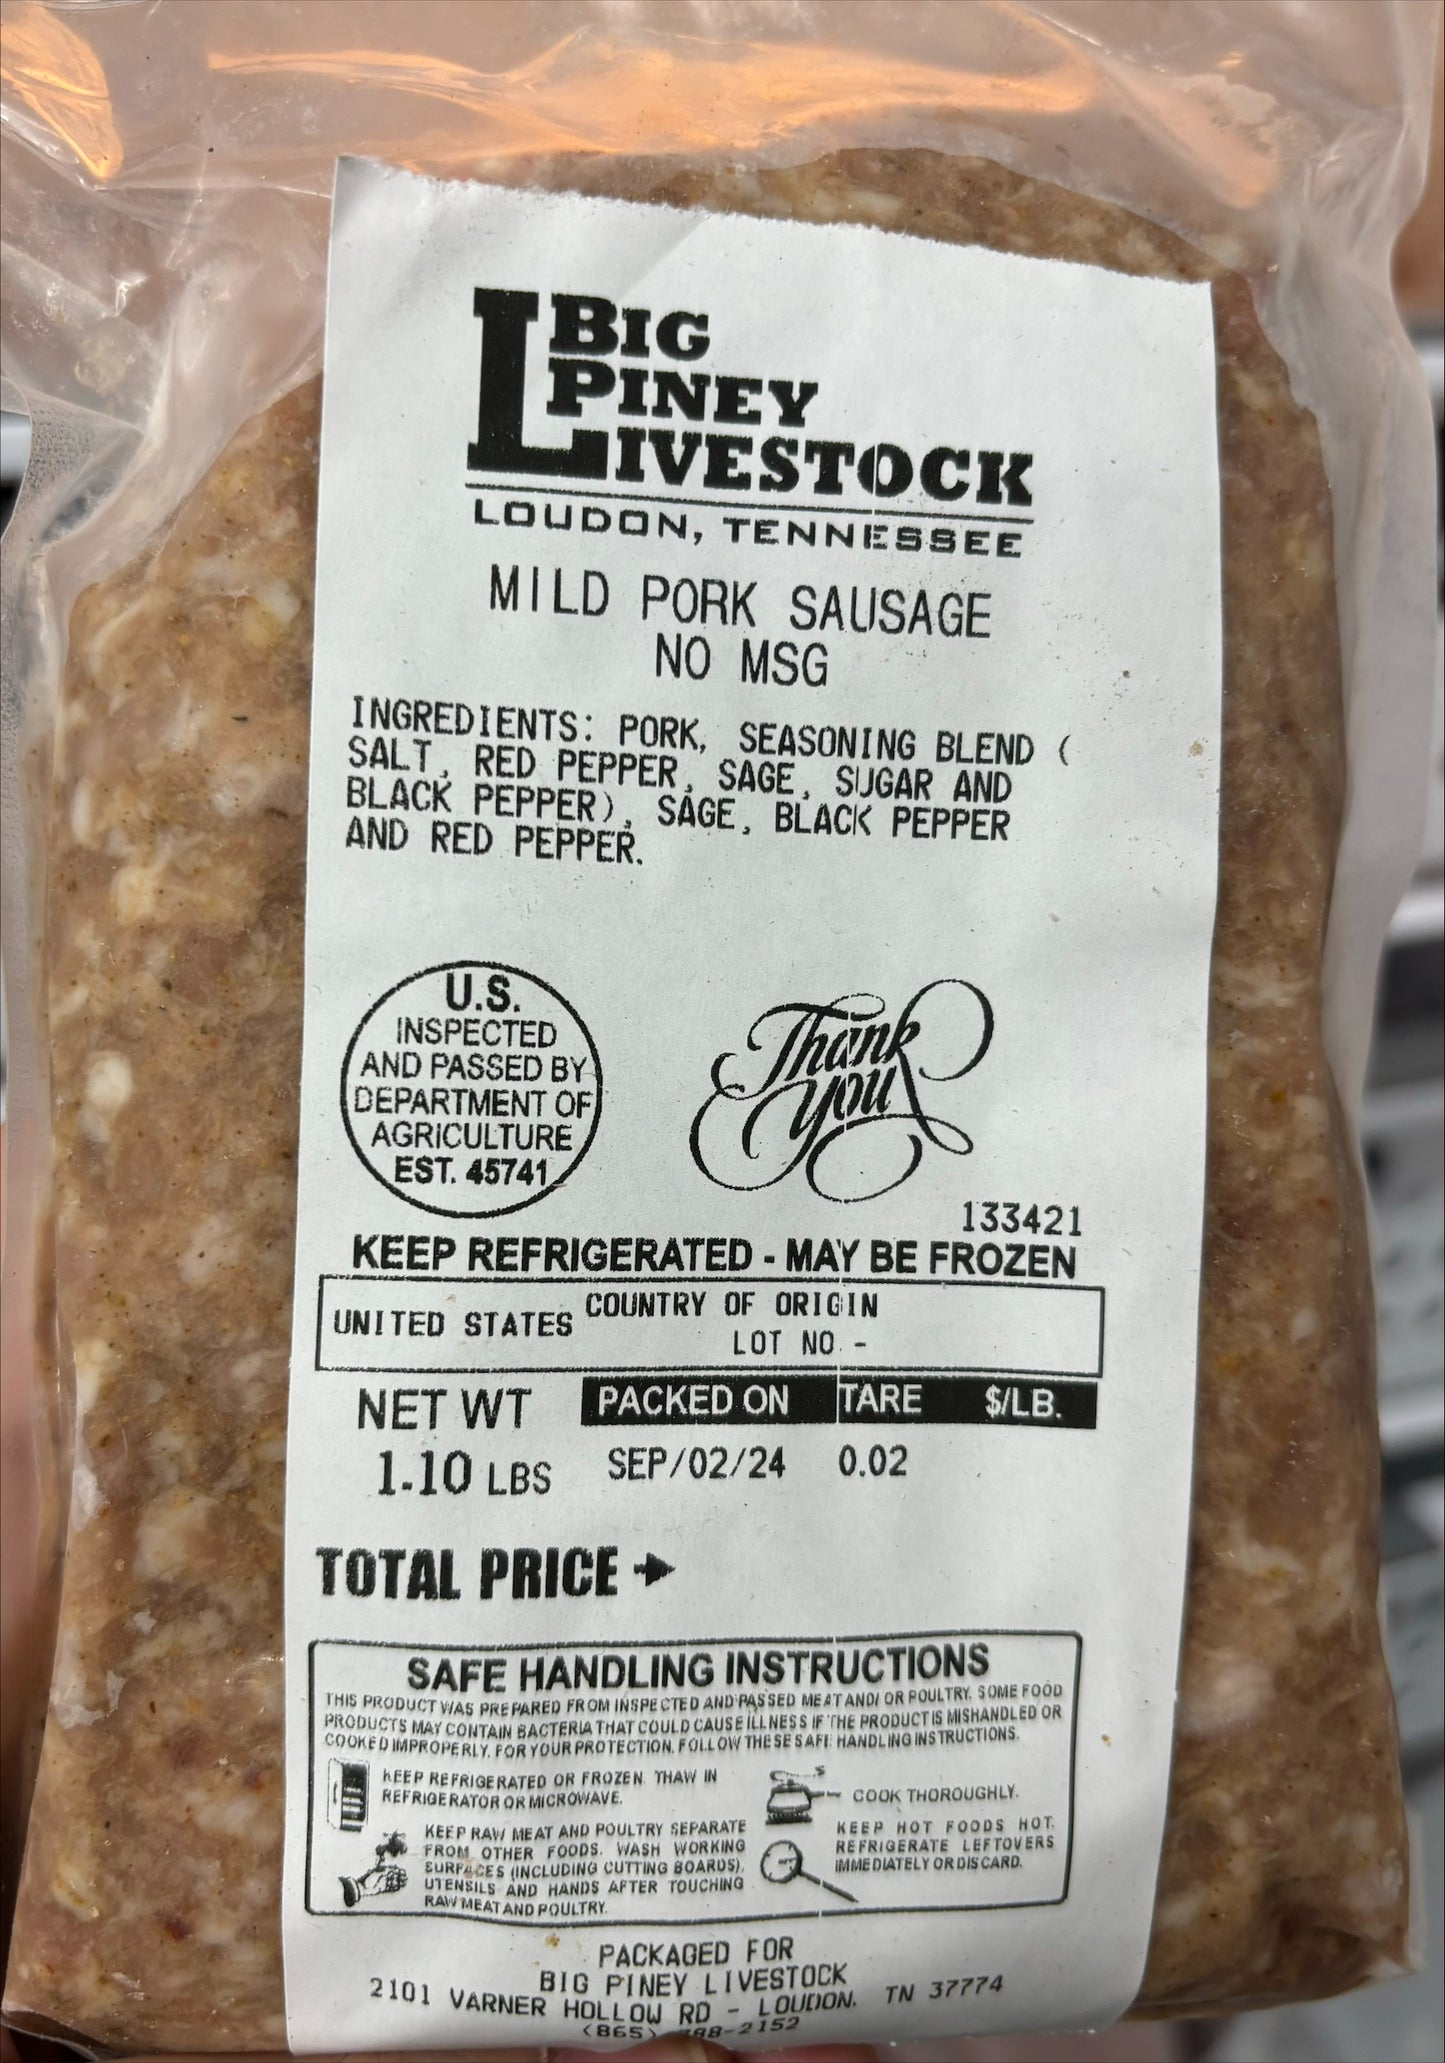 BIG
PINEY
LIVESTOCK
LOUDON, TENNESSEE
MILD PORK SAUSAGE
NO MSG
INGREDIENTS: PORK, SEASONING BLEND (
SALT, RED PEPPER, SAGE, SUGAR AND
BLACK PEPPER), SAGE, BLACK PEPPER
AND RED PEPPER.
U.S.
INSPECTED
AND PASSED BY
DEPARTMENT OF
AGRICULTURE
EST. 45741
Thank
you
133421
KEEP REFRIGERATED - MAY BE FROZEN
COUNTRY OF ORIGIN
UNITED STATES
LOT NO. -
NET WT
1.10 LBS
PACKED ON TARE $/LB.
SEP/02/24 0.02
TOTAL PRICE
SAFE HANDLING INSTRUCTIONS
THIS PRODUCT WAS PREPARED FROM INSPECTED AND PASSED MEAT AND/ OR POULTRY. SOME FOOD
PRODUCTS MAY CONTAIN BACTERIA THAT COULD CAUSE ILLNESS IF THE PRODUCT IS MISHANDLED OR
COOKED IMPROPERLY. FOR YOUR PROTECTION, FOLLOW THESE SAFE HANDLING INSTRUCTIONS.
KEEP REFRIGERATED OR FROZEN. THAW IN
REFRIGERATOR OR MICROWAVE.
KEEP RAW MEAT AND POULTRY SEPARATE
FROM OTHER FOODS. WASH WORKING
SURFACES (INCLUDING CUTTING BOARDS),
UTENSILS AND HANDS AFTER TOUCHING
RAW MEAT AND POULTRY.
COOK THOROUGHLY.
KEEP HOT FOODS HOT.
REFRIGERATE LEFTOVERS
IMMEDIATELY OR DISCARD.
PACKAGED FOR
BIG PINEY LIVESTOCK
2101 VARNER HOLLOW RD - LOUDON, TN 37774
(865) 88-2152